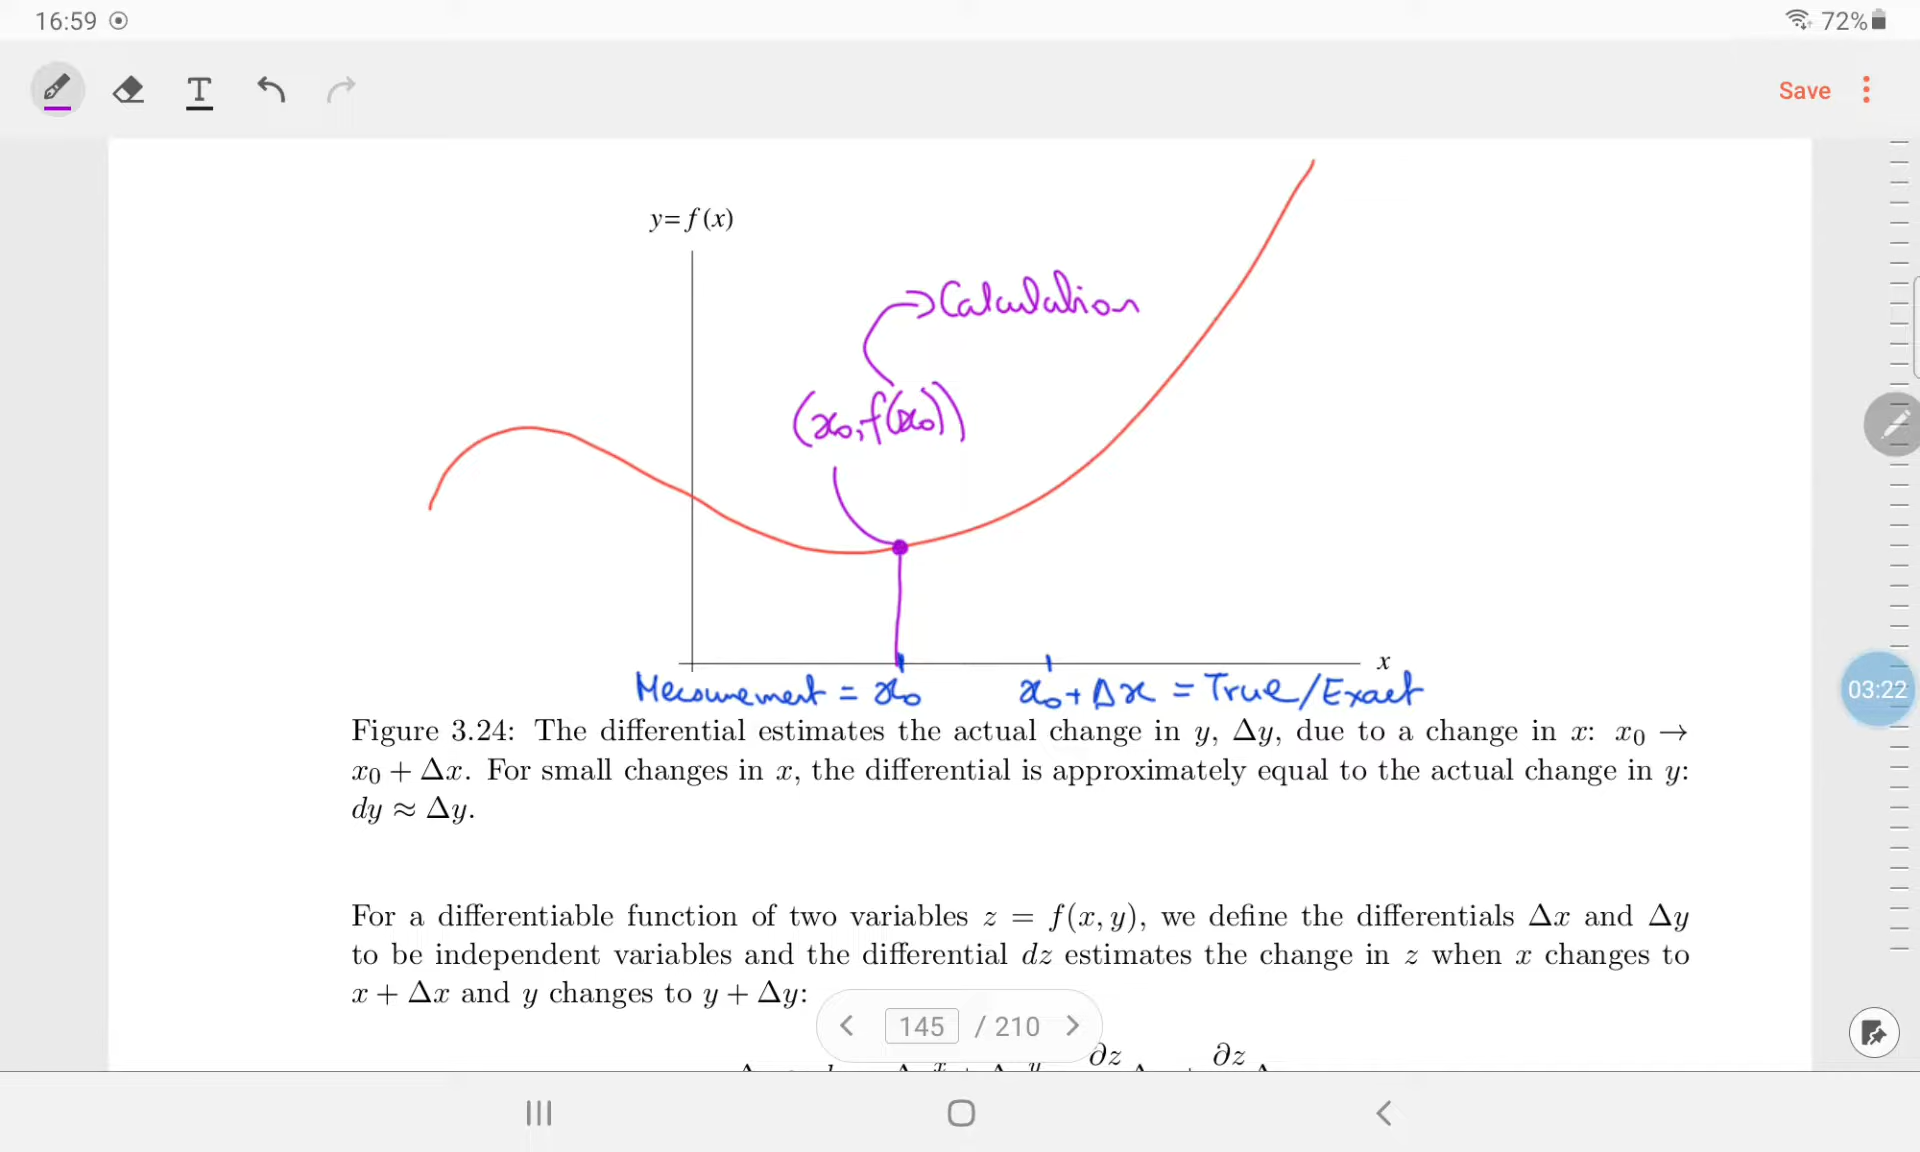 16:59
72%
T
Save
y=f(x)
Calculation
(x₀,f(x₀))
x
03:22
Measurement = x₀
x₀+Δx = True/Exact
Figure 3.24: The differential estimates the actual change in y, Δy, due to a change in x: x₀ →
x₀ + Δx. For small changes in x, the differential is approximately equal to the actual change in y:
dy ≈ Δy.
For a differentiable function of two variables z = f(x, y), we define the differentials Δx and Δy
to be independent variables and the differential dz estimates the change in z when x changes to
x + Δx and y changes to y + Δy:
145 / 210
∂z ∂z